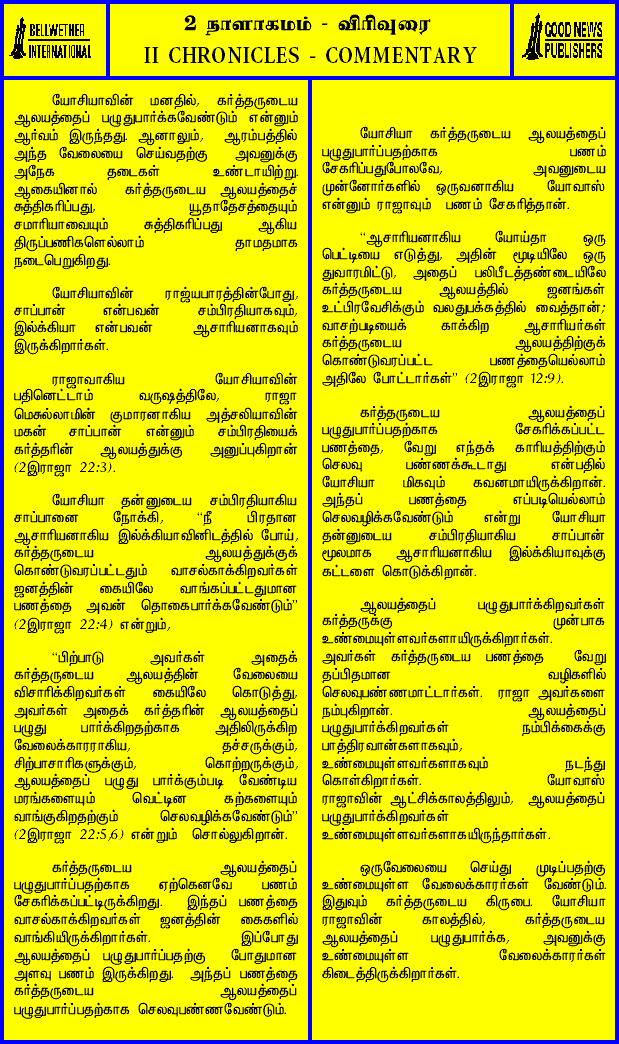 BELLWETHER
INTERNATIONAL
2 நாளாகமம் - விரிவுரை
II CHRONICLES - COMMENTARY
GOOD NEWS
PUBLISHERS
யோசியாவின் மனதில், கர்த்தருடைய
ஆலயத்தைப் பழுதுபார்க்கவேண்டும் என்னும்
ஆர்வம் இருந்தது. ஆனாலும், ஆரம்பத்தில்
அந்த வேலையை செய்வதற்கு அவனுக்கு
அநேக தடைகள் உண்டாயிற்று.
ஆகையினால் கர்த்தருடைய ஆலயத்தைச்
சுத்திகரிப்பது, யூதாதேசத்தையும்
சமாரியாவையும் சுத்திகரிப்பது ஆகிய
திருப்பணிகளெல்லாம் தாமதமாக
நடைபெறுகிறது.
யோசியாவின் ராஜ்யபாரத்தின்போது,
சாப்பான் என்பவன் சம்பிரதியாகவும்,
இல்க்கியா என்பவன் ஆசாரியனாகவும்
இருக்கிறார்கள்.
ராஜாவாகிய யோசியாவின்
பதினெட்டாம் வருஷத்திலே, ராஜா
மெசுல்லாமின் குமாரனாகிய அத்சலியாவின்
மகன் சாப்பான் என்னும் சம்பிரதியைக்
கர்த்தரின் ஆலயத்துக்கு அனுப்புகிறான்
(2இராஜா 22:3).
யோசியா தன்னுடைய சம்பிரதியாகிய
சாப்பானை நோக்கி, "நீ பிரதான
ஆசாரியனாகிய இல்க்கியாவினிடத்தில் போய்,
கர்த்தருடைய ஆலயத்துக்குக்
கொண்டுவரப்பட்டதும் வாசல்காக்கிறவர்கள்
ஜனத்தின் கையிலே வாங்கப்பட்டதுமான
பணத்தை அவன் தொகைபார்க்கவேண்டும்"
(2இராஜா 22:4) என்றும்,
"பிற்பாடு அவர்கள் அதைக்
கர்த்தருடைய ஆலயத்தின் வேலையை
விசாரிக்கிறவர்கள் கையிலே கொடுத்து,
அவர்கள் அதைக் கர்த்தரின் ஆலயத்தைப்
பழுது பார்க்கிறதற்காக அதிலிருக்கிற
வேலைக்காரராகிய, தச்சருக்கும்,
சிற்பாசாரிகளுக்கும், கொற்றருக்கும்,
ஆலயத்தைப் பழுது பார்க்கும்படி வேண்டிய
மரங்களையும் வெட்டின கற்களையும்
வாங்குகிறதற்கும் செலவழிக்கவேண்டும்"
(2இராஜா 22:5,6) என்றும் சொல்லுகிறான்.
கர்த்தருடைய ஆலயத்தைப்
பழுதுபார்ப்பதற்காக ஏற்கெனவே பணம்
சேகரிக்கப்பட்டிருக்கிறது. இந்தப் பணத்தை
வாசல்காக்கிறவர்கள் ஜனத்தின் கைகளில்
வாங்கியிருக்கிறார்கள். இப்போது
ஆலயத்தைப் பழுதுபார்ப்பதற்கு போதுமான
அளவு பணம் இருக்கிறது. அந்தப் பணத்தை
கர்த்தருடைய ஆலயத்தைப்
பழுதுபார்ப்பதற்காக செலவுபண்ணவேண்டும்.
யோசியா கர்த்தருடைய ஆலயத்தைப்
பழுதுபார்ப்பதற்காக பணம்
சேகரிப்பதுபோலவே, அவனுடைய
முன்னோர்களில் ஒருவனாகிய யோவாஸ்
என்னும் ராஜாவும் பணம் சேகரித்தான்.
"ஆசாரியனாகிய யோய்தா ஒரு
பெட்டியை எடுத்து, அதின் மூடியிலே ஒரு
துவாரமிட்டு, அதைப் பலிபீடத்தண்டையிலே
கர்த்தருடைய ஆலயத்தில் ஜனங்கள்
உட்பிரவேசிக்கும் வலதுபக்கத்தில் வைத்தான்;
வாசற்படியைக் காக்கிற ஆசாரியர்கள்
கர்த்தருடைய ஆலயத்திற்குக்
கொண்டுவரப்பட்ட பணத்தையெல்லாம்
அதிலே போட்டார்கள்" (2இராஜா 12:9).
கர்த்தருடைய ஆலயத்தைப்
பழுதுபார்ப்பதற்காக சேகரிக்கப்பட்ட
பணத்தை, வேறு எந்தக் காரியத்திற்கும்
செலவு பண்ணக்கூடாது என்பதில்
யோசியா மிகவும் கவனமாயிருக்கிறான்.
அந்தப் பணத்தை எப்படியெல்லாம்
செலவழிக்கவேண்டும் என்று யோசியா
தன்னுடைய சம்பிரதியாகிய சாப்பான்
மூலமாக ஆசாரியனாகிய இல்க்கியாவுக்கு
கட்டளை கொடுக்கிறான்.
ஆலயத்தைப் பழுதுபார்க்கிறவர்கள்
கர்த்தருக்கு முன்பாக
உண்மையுள்ளவர்களாயிருக்கிறார்கள்.
அவர்கள் கர்த்தருடைய பணத்தை வேறு
தப்பிதமான வழிகளில்
செலவுபண்ணமாட்டார்கள். ராஜா அவர்களை
நம்புகிறான். ஆலயத்தைப்
பழுதுபார்க்கிறவர்கள் நம்பிக்கைக்கு
பாத்திரவான்களாகவும்,
உண்மையுள்ளவர்களாகவும் நடந்து
கொள்கிறார்கள். யோவாஸ்
ராஜாவின் ஆட்சிக்காலத்திலும், ஆலயத்தைப்
பழுதுபார்க்கிறவர்கள்
உண்மையுள்ளவர்களாகயிருந்தார்கள்.
ஒருவேலையை செய்து முடிப்பதற்கு
உண்மையுள்ள வேலைக்காரர்கள் வேண்டும்.
இதுவும் கர்த்தருடைய கிருபை. யோசியா
ராஜாவின் காலத்தில், கர்த்தருடைய
ஆலயத்தைப் பழுதுபார்க்க, அவனுக்கு
உண்மையுள்ள வேலைக்காரர்கள்
கிடைத்திருக்கிறார்கள்.